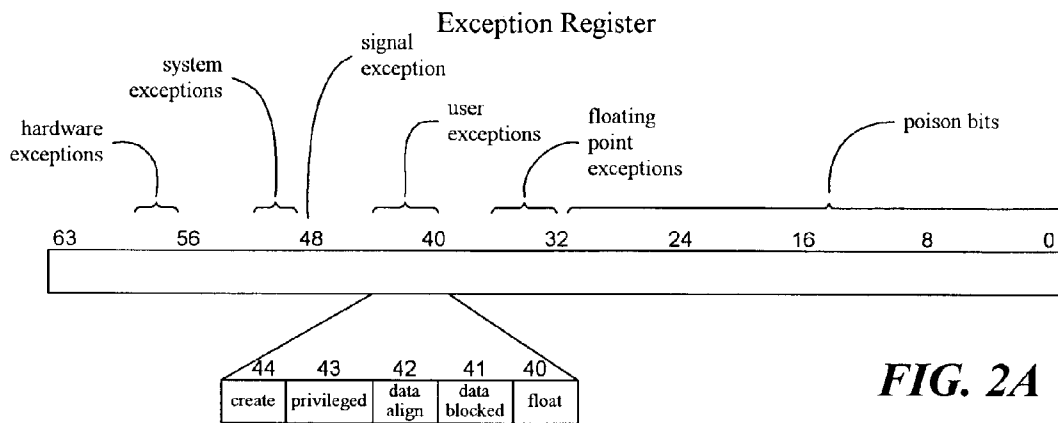 Exception Register
signal
exception
system
exceptions
user
exceptions
floating
point
exceptions
poison bits
hardware
exceptions
63 56 48 40 32 24 16 8 0
44 43 42 41 40
create privileged data align data blocked float
FIG. 2A